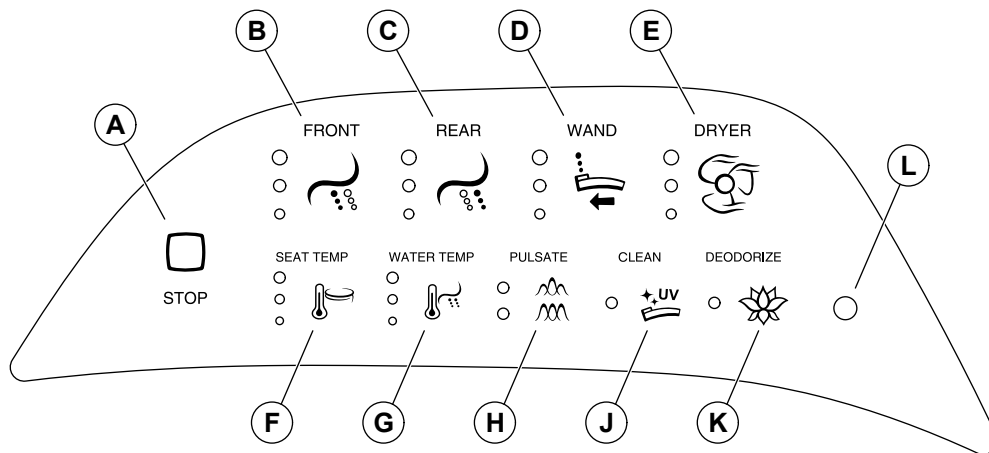 B C D E
A
FRONT REAR WAND DRYER
L
SEAT TEMP WATER TEMP PULSATE CLEAN DEODORIZE
UV
STOP
F G H J K